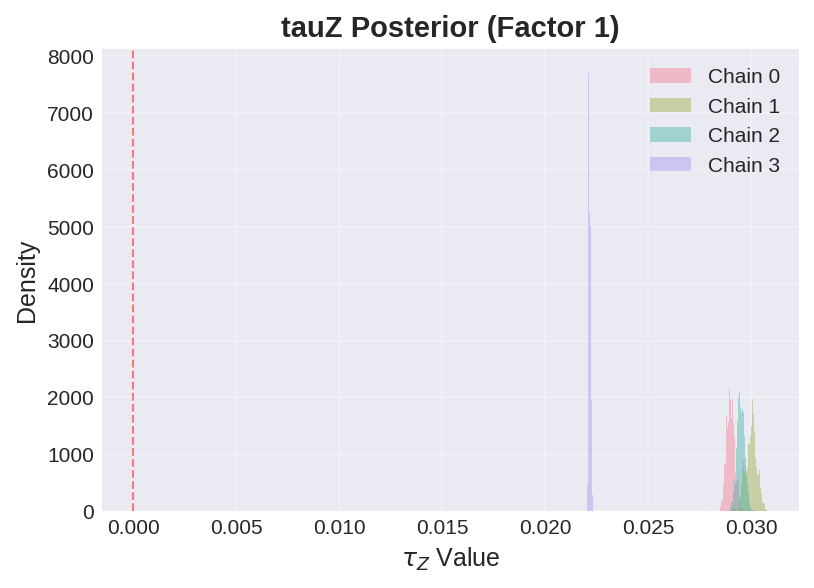 tauZ Posterior (Factor 1)
8000
7000
6000
5000
4000
3000
2000
1000
0
Density
Chain 0
Chain 1
Chain 2
Chain 3
0.000 0.005 0.010 0.015 0.020 0.025 0.030
τ_Z Value